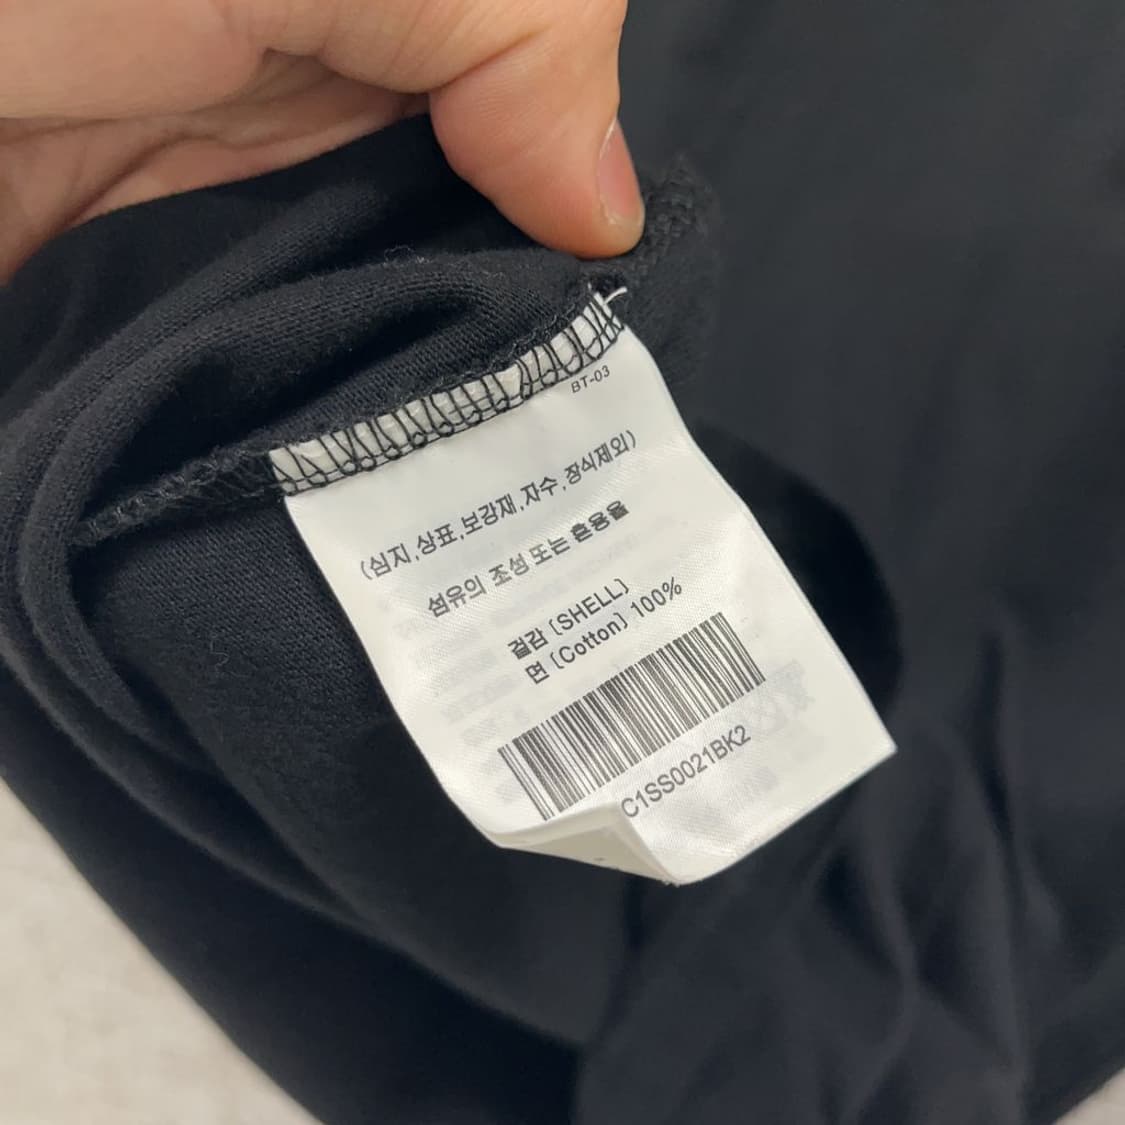 BT-03
(심지,상표,보강재,자수,장식제외)
섬유의 조성 또는 혼용율
겉감 [SHELL]
면 [Cotton] 100%
C1SS0021BK2